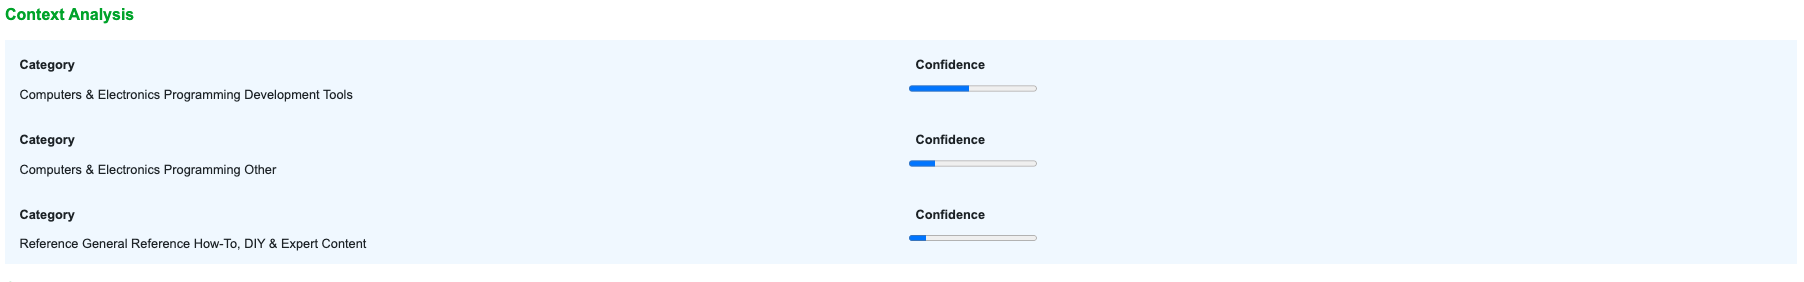 Context Analysis
Category Confidence
Computers & Electronics Programming Development Tools
Category Confidence
Computers & Electronics Programming Other
Category Confidence
Reference General Reference How-To, DIY & Expert Content